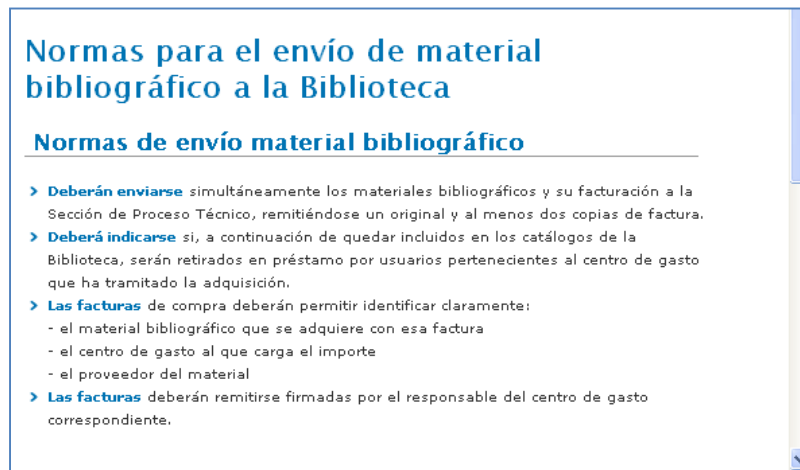 Normas para el envío de material
bibliográfico a la Biblioteca
Normas de envío material bibliográfico
> Deberán enviarse simultáneamente los materiales bibliográficos y su facturación a la
Sección de Proceso Técnico, remitiéndose un original y al menos dos copias de factura.
> Deberá indicarse si, a continuación de quedar incluidos en los catálogos de la
Biblioteca, serán retirados en préstamo por usuarios pertenecientes al centro de gasto
que ha tramitado la adquisición.
> Las facturas de compra deberán permitir identificar claramente:
- el material bibliográfico que se adquiere con esa factura
- el centro de gasto al que carga el importe
- el proveedor del material
> Las facturas deberán remitirse firmadas por el responsable del centro de gasto
correspondiente.